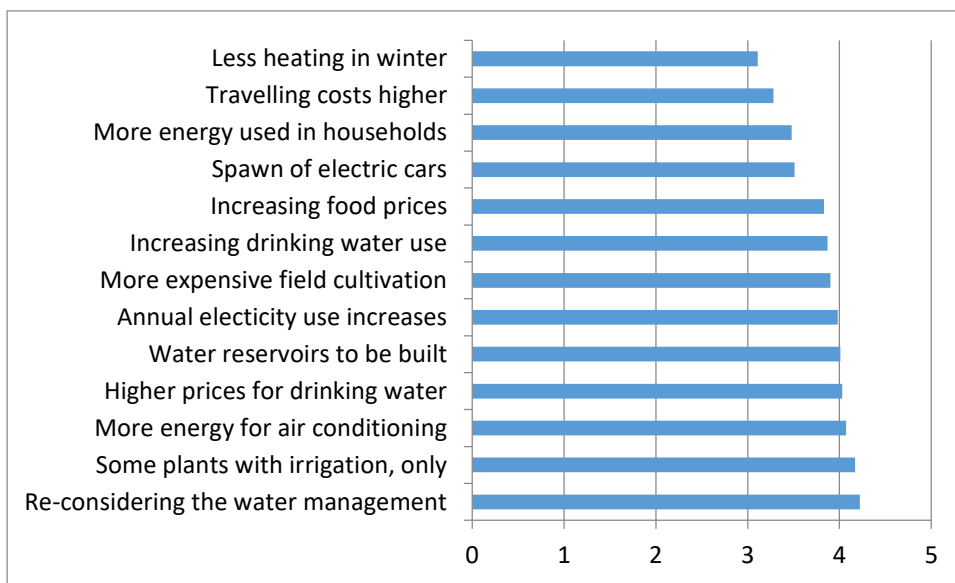 Less heating in winter
Travelling costs higher
More energy used in households
Spawn of electric cars
Increasing food prices
Increasing drinking water use
More expensive field cultivation
Annual electicity use increases
Water reservoirs to be built
Higher prices for drinking water
More energy for air conditioning
Some plants with irrigation, only
Re-considering the water management
0 1 2 3 4 5